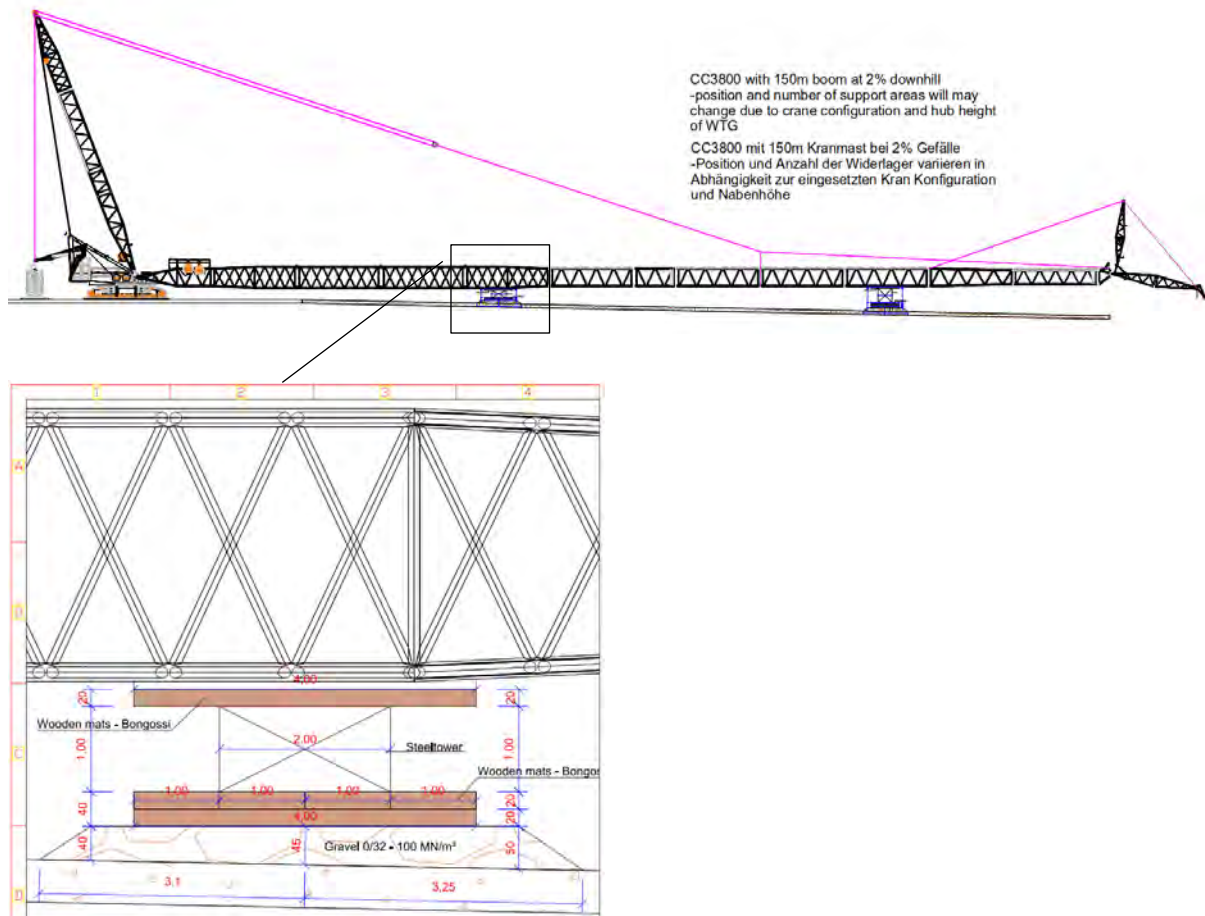 CC3800 with 150m boom at 2% downhill
-position and number of support areas will may
change due to crane configuration and hub height
of WTG
CC3800 mit 150m Kranmast bei 2% Gefälle
-Position und Anzahl der Widerlager variieren in
Abhängigkeit zur eingesetzten Kran Konfiguration
und Nabenhöhe
1 2 3 4
A
B
4,00
20 20
Wooden mats - Bongossi
2.00
Steeltower
C
1.00 1.00
Wooden mats - Bongos
1,00 1,00 1,00 1,00
40 20
4,00 20
40 45 Gravel 0/32 - 100 MN/m² 50
3.1 3,25
D